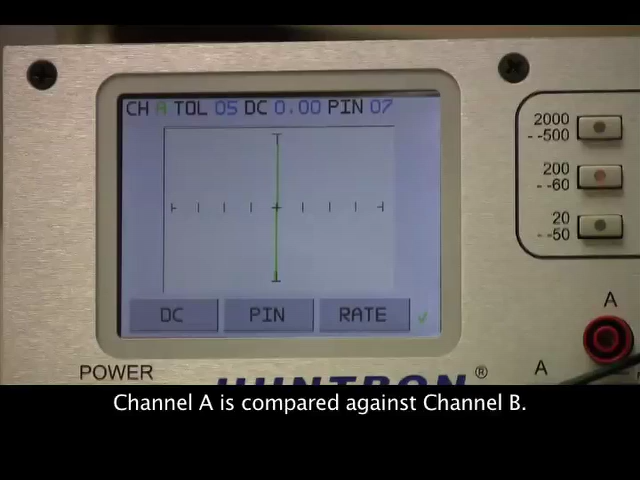 CH A TOL 05 DC 0.00 PIN 07
2000
--500
200
--60
20
--50
DC PIN RATE
A
A
POWER
HUNTRON®
Channel A is compared against Channel B.